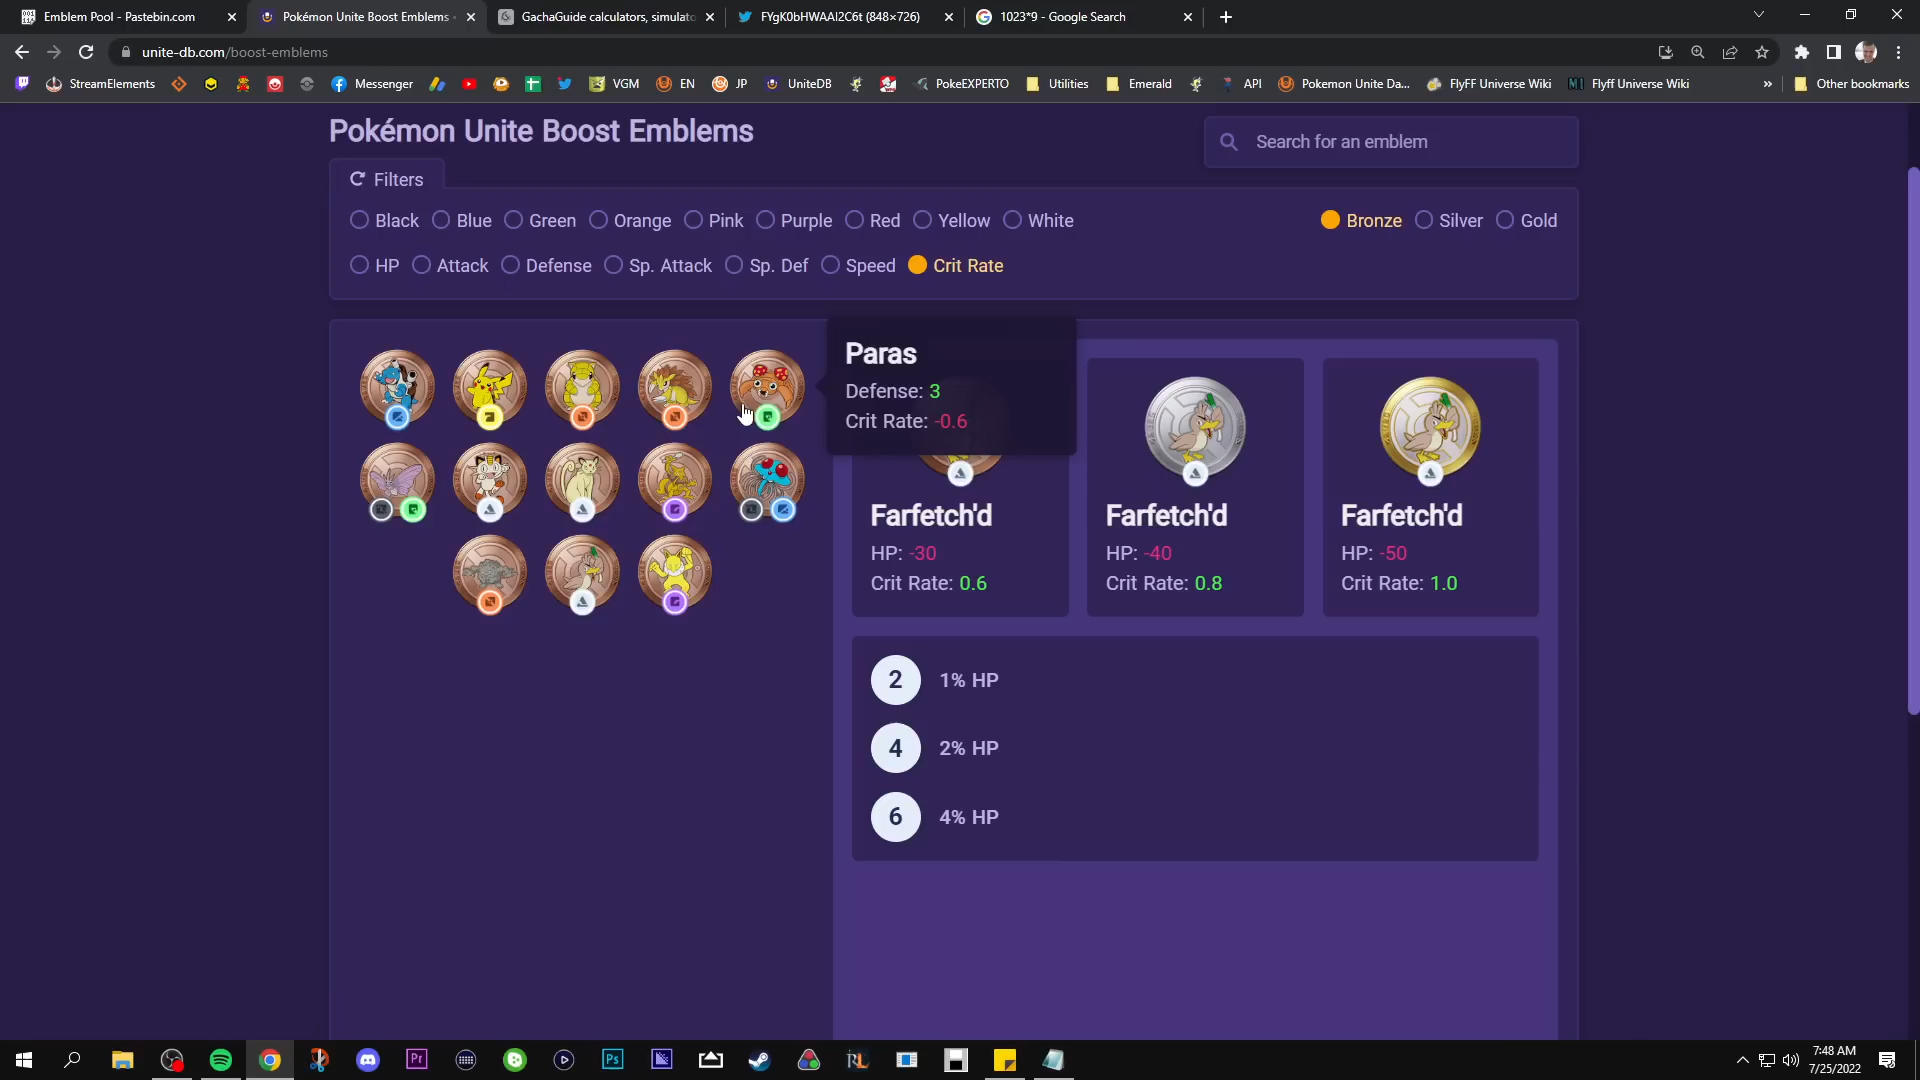 Emblem Pool - Pastebin.com
Pokémon Unite Boost Emblems
GachaGuide calculators, simulato
FYgK0bHWAAI2C6t (848×726)
1023*9 - Google Search
unite-db.com/boost-emblems
StreamElements
Messenger
VGM
EN
JP
UniteDB
PokeEXPERTO
Utilities
Emerald
API
Pokemon Unite Da...
FlyFF Universe Wiki
Flyff Universe Wiki
»
Other bookmarks
Pokémon Unite Boost Emblems
Search for an emblem
Filters
Black Blue Green Orange Pink Purple Red Yellow White Bronze Silver Gold
HP Attack Defense Sp. Attack Sp. Def Speed Crit Rate
Paras
Defense: 3
Crit Rate: -0.6
Farfetch'd
HP: -30
Crit Rate: 0.6
Farfetch'd
HP: -40
Crit Rate: 0.8
Farfetch'd
HP: -50
Crit Rate: 1.0
2 1% HP
4 2% HP
6 4% HP
Pr
Ps
RL
7:48 AM
7/25/2022